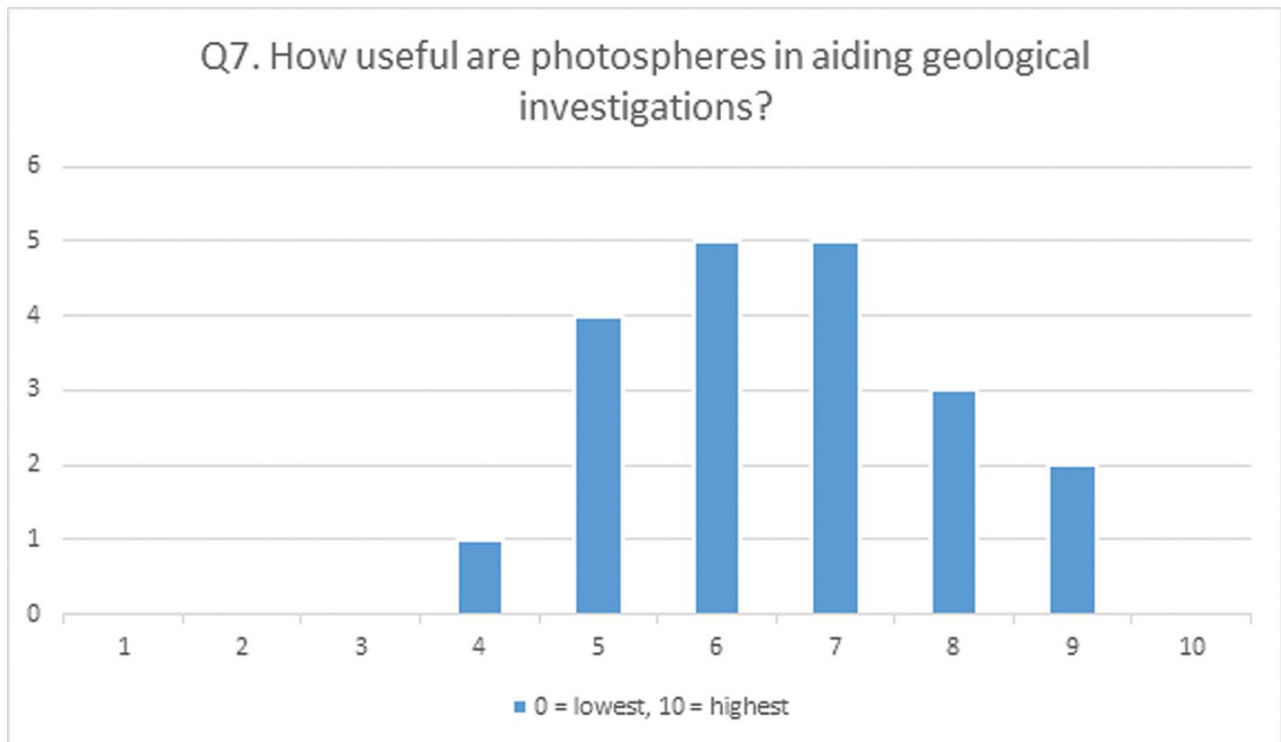 Q7. How useful are photospheres in aiding geological
investigations?
6
5
4
3
2
1
0
1 2 3 4 5 6 7 8 9 10
0 = lowest, 10 = highest